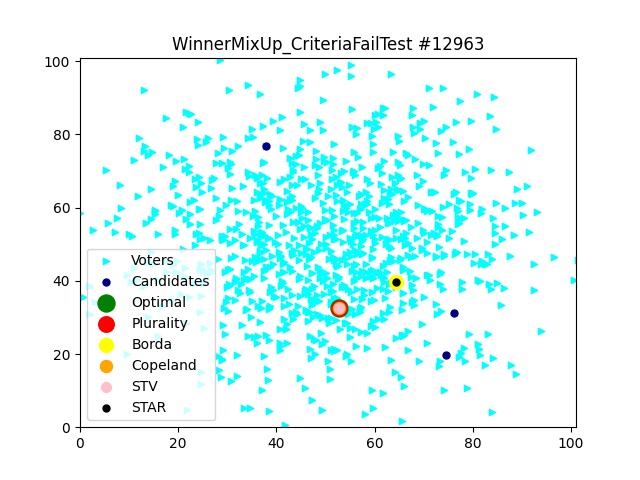 WinnerMixUp_CriteriaFailTest #12963
100
80
60
40
20
0
Voters
Candidates
Optimal
Plurality
Borda
Copeland
STV
STAR
0 20 40 60 80 100